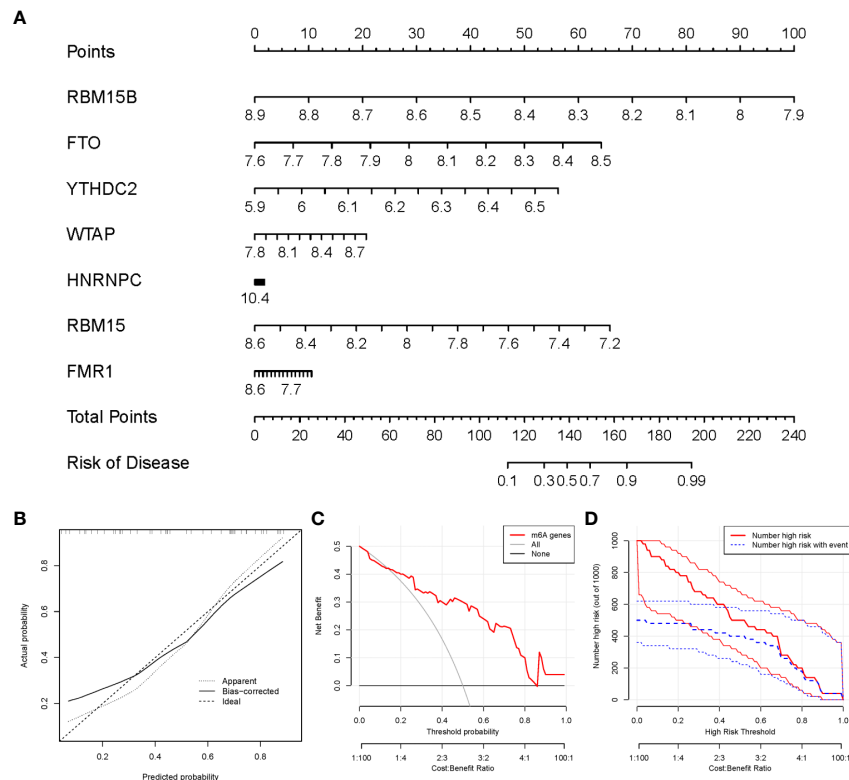 A
Points
0 10 20 30 40 50 60 70 80 90 100
RBM15B
8.9 8.8 8.7 8.6 8.5 8.4 8.3 8.2 8.1 8 7.9
FTO
7.6 7.7 7.8 7.9 8 8.1 8.2 8.3 8.4 8.5
YTHDC2
5.9 6 6.1 6.2 6.3 6.4 6.5
WTAP
7.8 8.1 8.4 8.7
HNRNPC
10.4
RBM15
8.6 8.4 8.2 8 7.8 7.6 7.4 7.2
FMR1
8.6 7.7
Total Points
0 20 40 60 80 100 120 140 160 180 200 220 240
Risk of Disease
0.1 0.3 0.5 0.7 0.9 0.99
B
Actual probability
0.8
0.6
0.4
0.2
Apparent
Bias-corrected
Ideal
0.2 0.4 0.6 0.8
Predicted probability
C
m6A genes
All
None
Net Benefit
0.5
0.4
0.3
0.2
0.1
0.0
0.0 0.2 0.4 0.6 0.8 1.0
Threshold probability
1:100 1:4 2:3 3:2 4:1 100:1
Cost:Benefit Ratio
D
Number high risk
Number high risk with event
Number high risk (out of 1000)
1000
800
600
400
200
0
0.0 0.2 0.4 0.6 0.8 1.0
High Risk Threshold
1:100 1:4 2:3 3:2 4:1 100:1
Cost:Benefit Ratio